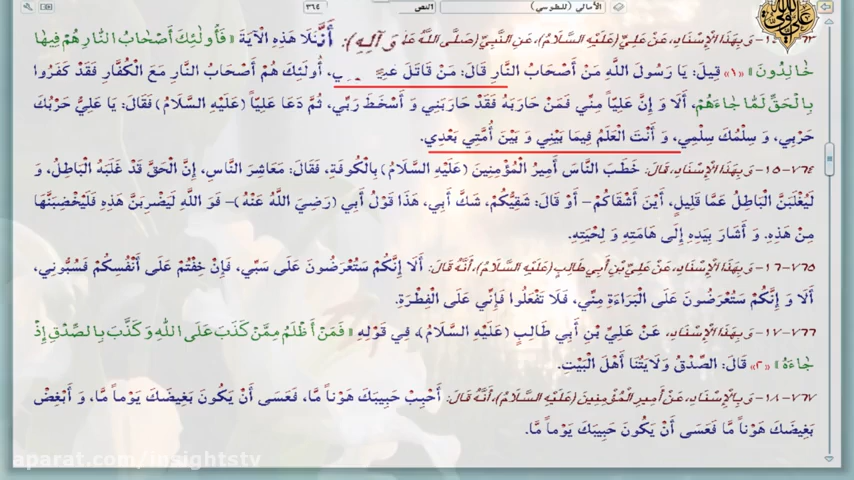 الأمالي (للطوسي) النص ٣٦٤
٧٦٣-١٤- وَ بِهَذَا الْإِسْنَادِ، عَنْ عَلِيٍّ (عَلَيْهِ السَّلَامُ)، عَنِ النَّبِيِّ (صَلَّى اللَّهُ عَلَيْهِ وَ آلِهِ): أَنَّهُ تَلَا هَذِهِ الْآيَةَ «فَأُولَئِكَ أَصْحَابُ النَّارِ هُمْ فِيهَا
خَالِدُونَ» «١» قِيلَ: يَا رَسُولَ اللَّهِ مَنْ أَصْحَابُ النَّارِ قَالَ: مَنْ قَاتَلَ عَلِيّاً بَعْدِي، أُولَئِكَ هُمْ أَصْحَابُ النَّارِ مَعَ الْكُفَّارِ فَقَدْ كَفَرُوا
بِالْحَقِّ لَمَّا جَاءَهُمْ، أَلَا وَ إِنَّ عَلِيّاً مِنِّي فَمَنْ حَارَبَهُ فَقَدْ حَارَبَنِي وَ أَسْخَطَ رَبِّي، ثُمَّ دَعَا عَلِيّاً (عَلَيْهِ السَّلَامُ) فَقَالَ: يَا عَلِيُّ حَرْبُكَ
حَرْبِي، وَ سِلْمُكَ سِلْمِي، وَ أَنْتَ الْعَلَمُ فِيمَا بَيْنِي وَ بَيْنَ أُمَّتِي بَعْدِي.
٧٦٤-١٥- وَ بِهَذَا الْإِسْنَادِ، قَالَ: خَطَبَ النَّاسَ أَمِيرُ الْمُؤْمِنِينَ (عَلَيْهِ السَّلَامُ) بِالْكُوفَةِ، فَقَالَ: مَعَاشِرَ النَّاسِ، إِنَّ الْحَقَّ قَدْ غَلَبَهُ الْبَاطِلُ، وَ
لَيُغْلَبَنَّ الْبَاطِلُ عَمَّا قَلِيلٍ، أَيْنَ أَشْقَاكُمْ- أَوْ قَالَ: شَقِيُّكُمْ، شَكَّ أَبِي، هَذَا قَوْلُ أَبِي (رَضِيَ اللَّهُ عَنْهُ)- فَوَ اللَّهِ لَيَضْرِبَنَّ هَذِهِ فَلَيَخْضِبَنَّهَا
مِنْ هَذِهِ. وَ أَشَارَ بِيَدِهِ إِلَى هَامَتِهِ وَ لِحْيَتِهِ.
٧٦٥-١٦- وَ بِهَذَا الْإِسْنَادِ، عَنْ عَلِيِّ بْنِ أَبِي طَالِبٍ (عَلَيْهِ السَّلَامُ)، أَنَّهُ قَالَ: أَلَا إِنَّكُمْ سَتُعْرَضُونَ عَلَى سَبِّي، فَإِنْ خِفْتُمْ عَلَى أَنْفُسِكُمْ فَسُبُّونِي،
أَلَا وَ إِنَّكُمْ سَتُعْرَضُونَ عَلَى الْبَرَاءَةِ مِنِّي، فَلَا تَفْعَلُوا فَإِنِّي عَلَى الْفِطْرَةِ.
٧٦٦-١٧- وَ بِهَذَا الْإِسْنَادِ، عَنْ عَلِيِّ بْنِ أَبِي طَالِبٍ (عَلَيْهِ السَّلَامُ)، فِي قَوْلِهِ «فَمَنْ أَظْلَمُ مِمَّنْ كَذَبَ عَلَى اللَّهِ وَ كَذَّبَ بِالصِّدْقِ إِذْ
جَاءَهُ» «٢» قَالَ: الصِّدْقُ وَلَايَتُنَا أَهْلَ الْبَيْتِ.
٧٦٧-١٨- وَ بِالْإِسْنَادِ، عَنْ أَمِيرِ الْمُؤْمِنِينَ (عَلَيْهِ السَّلَامُ)، أَنَّهُ قَالَ: أَحْبِبْ حَبِيبَكَ هَوْناً مَّا، فَعَسَى أَنْ يَكُونَ بَغِيضَكَ يَوْماً مَّا، وَ أَبْغِضْ
بَغِيضَكَ هَوْناً مَّا فَعَسَى أَنْ يَكُونَ حَبِيبَكَ يَوْماً مَّا.
aparat.com/insightstv